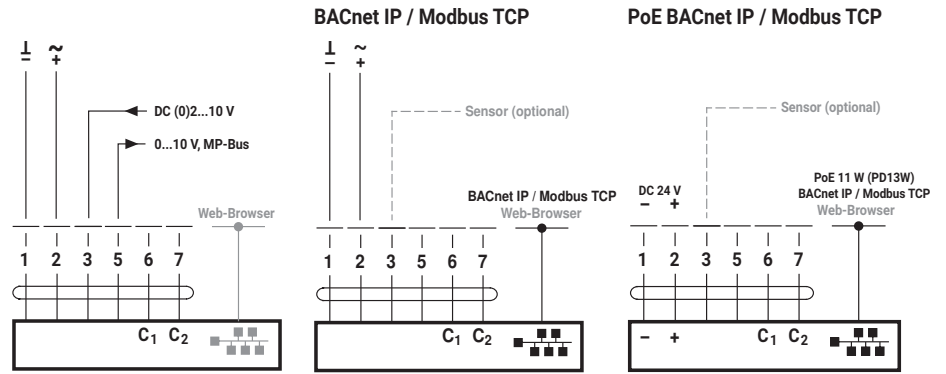 BACnet IP / Modbus TCP
PoE BACnet IP / Modbus TCP
⊥ ~
– +
DC (0)2...10 V
0...10 V, MP-Bus
Web-Browser
1 2 3 5 6 7
C1 C2
⊥ ~
– +
Sensor (optional)
BACnet IP / Modbus TCP
Web-Browser
1 2 3 5 6 7
C1 C2
Sensor (optional)
DC 24 V
– +
PoE 11 W (PD13W)
BACnet IP / Modbus TCP
Web-Browser
1 2 3 5 6 7
– + C1 C2